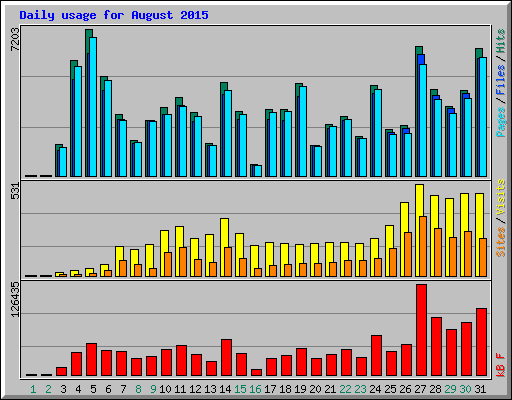 Daily usage for August 2015
7203
Pages / Files / Hits
531
Sites / Visits
126435
kB F
1 2 3 4 5 6 7 8 9 10 11 12 13 14 15 16 17 18 19 20 21 22 23 24 25 26 27 28 29 30 31